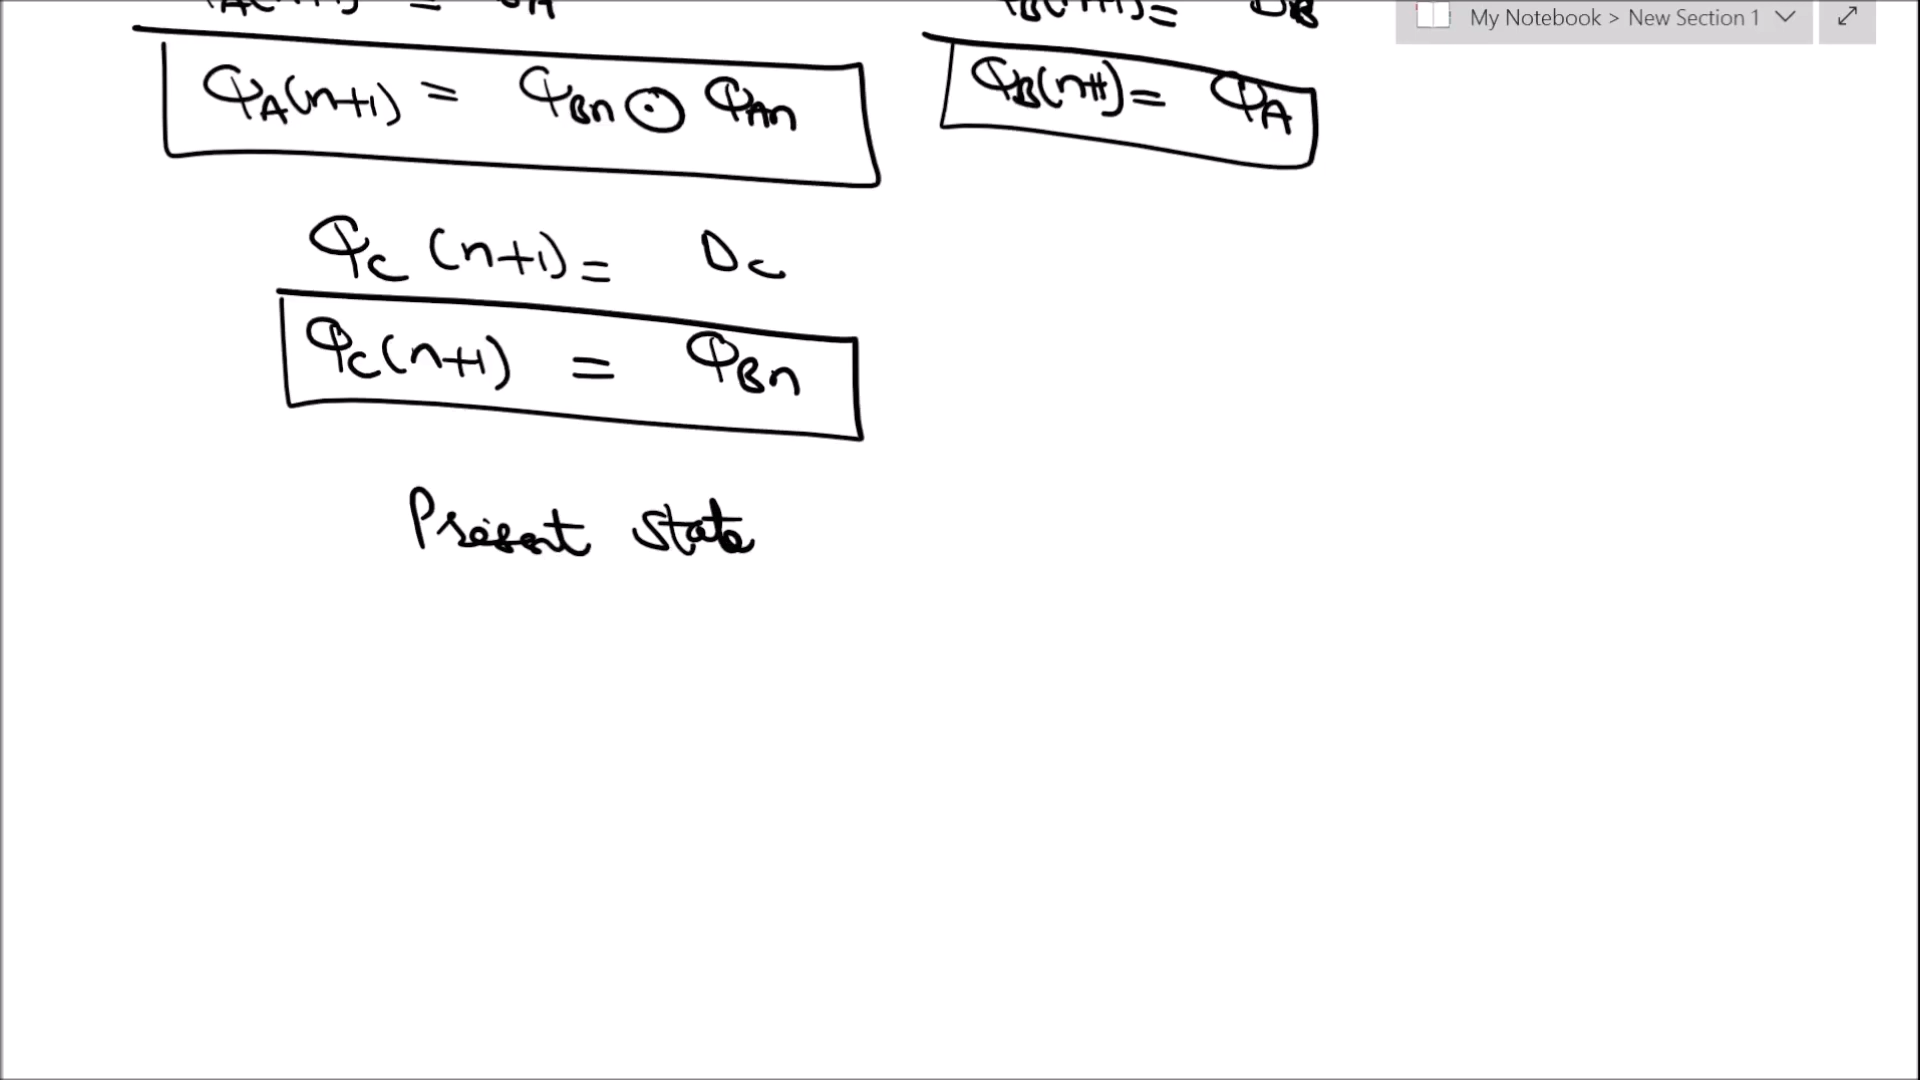 My Notebook > New Section 1
QA(n+1) = QBn ⊙ QAn
QB(n+1) = QA
QC (n+1) = DC
QC(n+1) = QBn
Present state